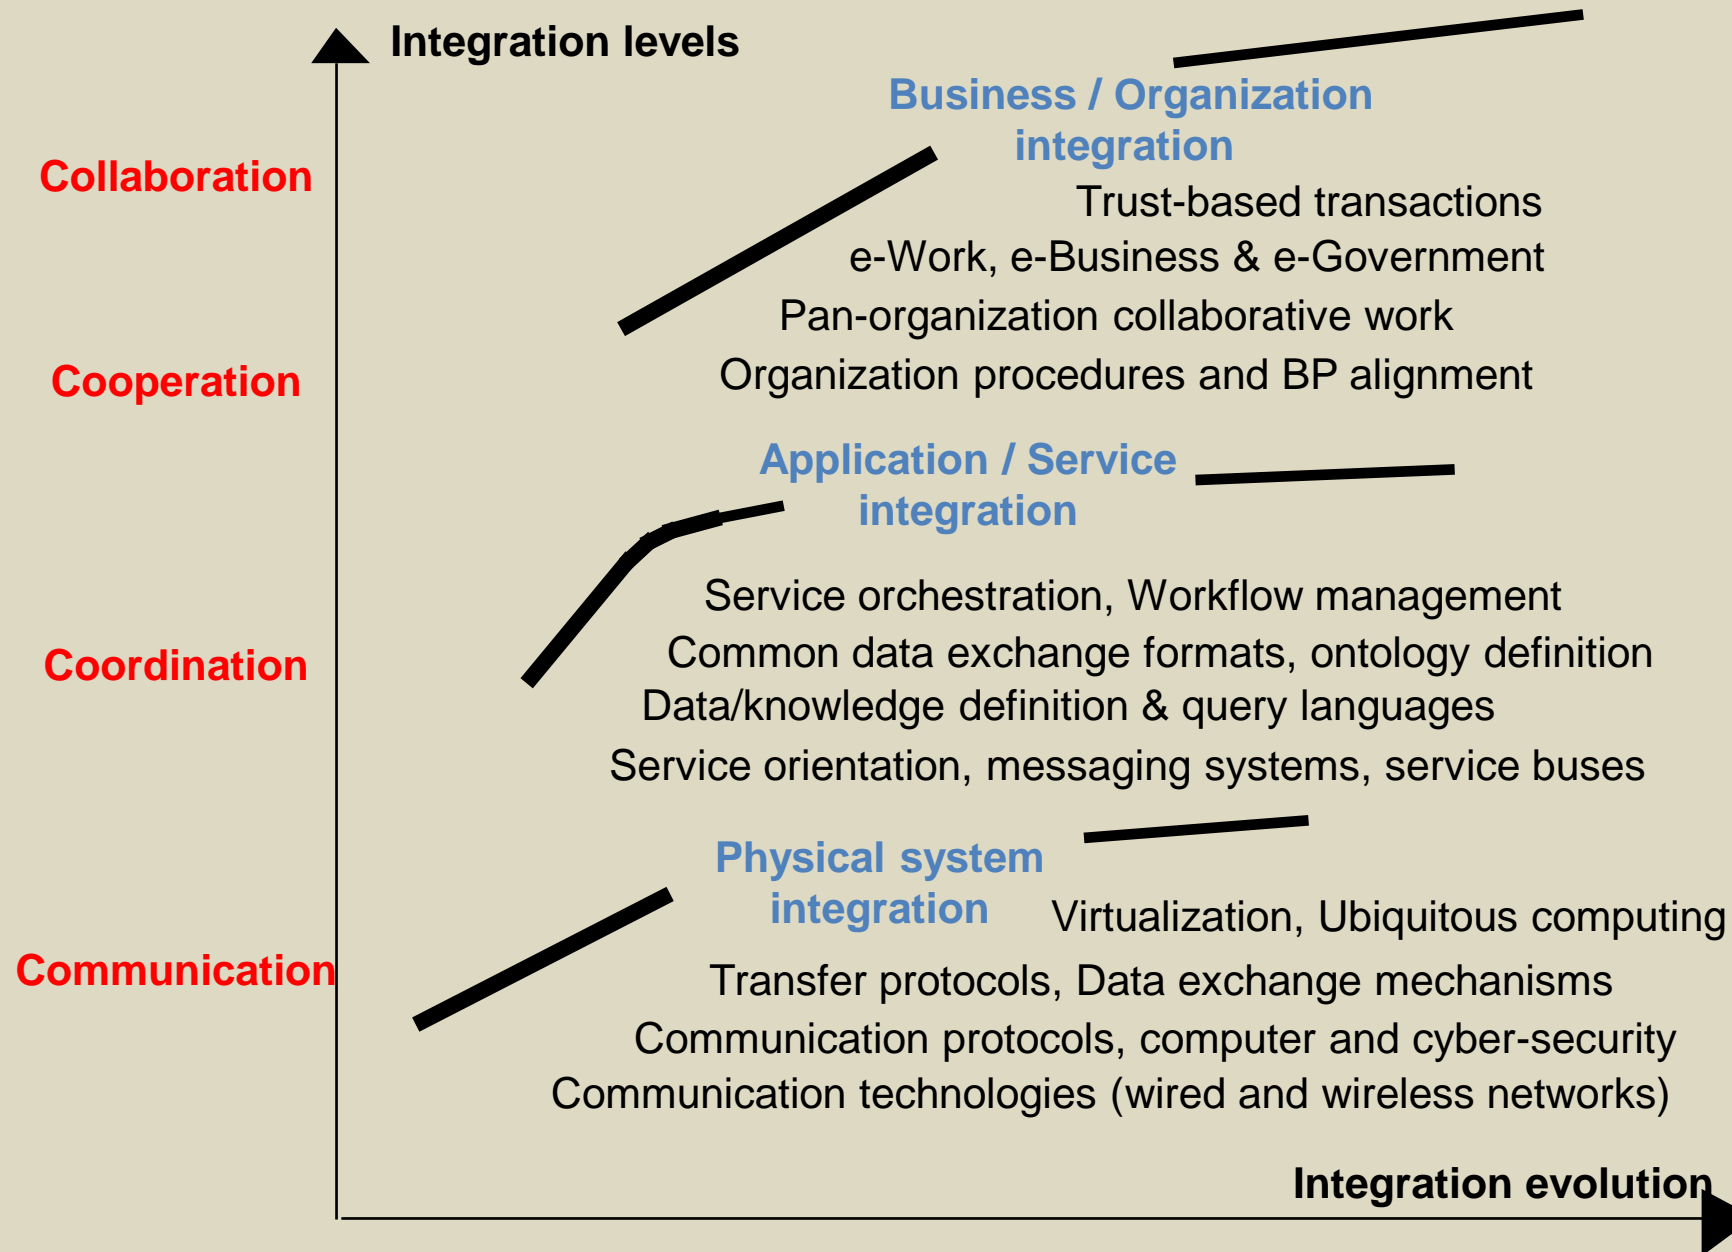 Integration levels
Business / Organization
integration
Collaboration
Trust-based transactions
e-Work, e-Business & e-Government
Pan-organization collaborative work
Cooperation
Organization procedures and BP alignment
Application / Service
integration
Service orchestration, Workflow management
Coordination
Common data exchange formats, ontology definition
Data/knowledge definition & query languages
Service orientation, messaging systems, service buses
Physical system
integration
Virtualization, Ubiquitous computing
Communication
Transfer protocols, Data exchange mechanisms
Communication protocols, computer and cyber-security
Communication technologies (wired and wireless networks)
Integration evolution